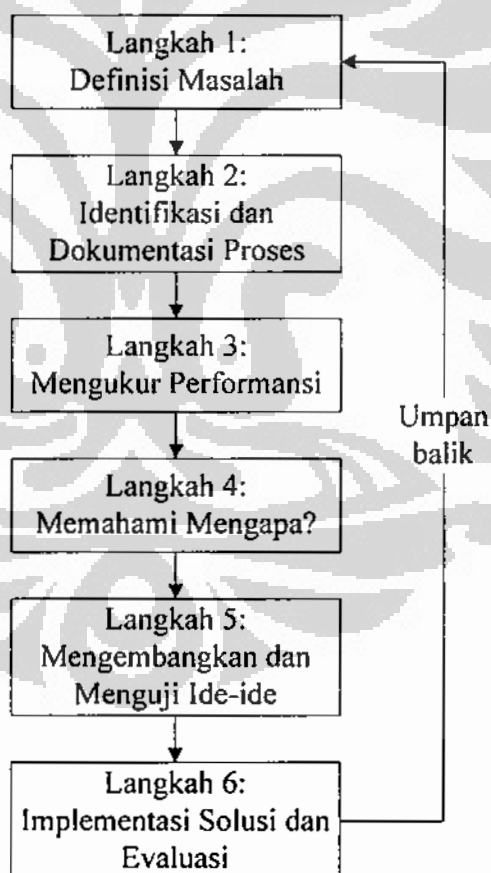 Langkah 1:
Definisi Masalah
Langkah 2:
Identifikasi dan
Dokumentasi Proses
Langkah 3:
Mengukur Performansi
Umpan
balik
Langkah 4:
Memahami Mengapa?
Langkah 5:
Mengembangkan dan
Menguji Ide-ide
Langkah 6:
Implementasi Solusi dan
Evaluasi